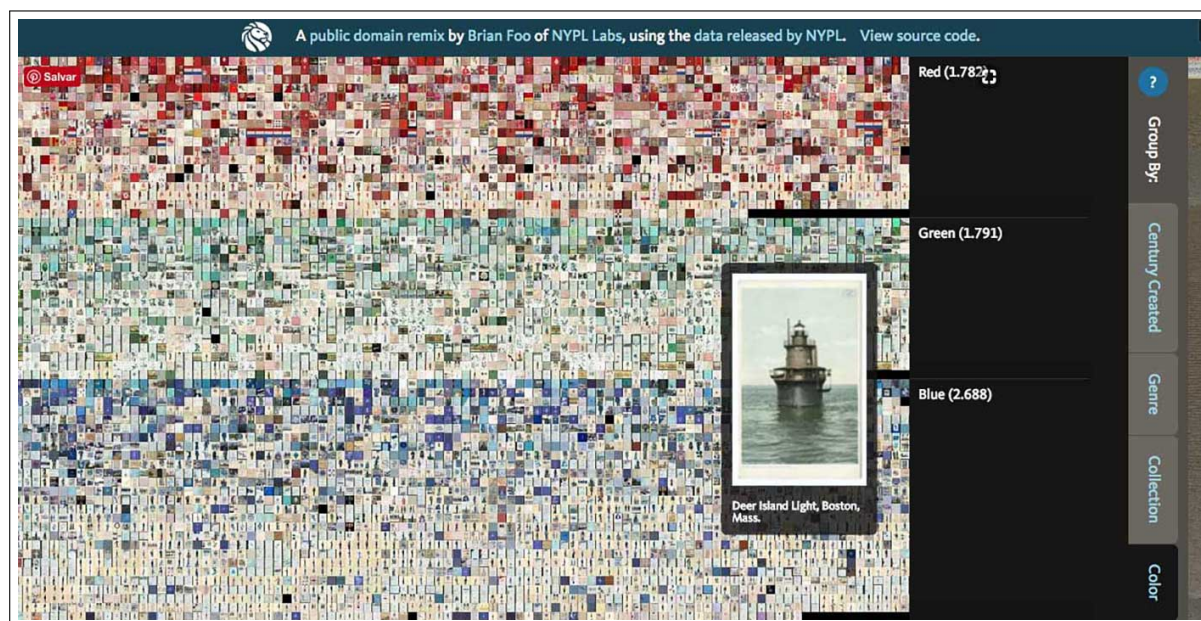 A public domain remix by Brian Foo of NYPL Labs, using the data released by NYPL. View source code.
Salvar
Red (1.782)
?
Group By:
Green (1.791)
Century Created
Blue (2.688)
Genre
Collection
Deer Island Light, Boston,
Mass.
Color